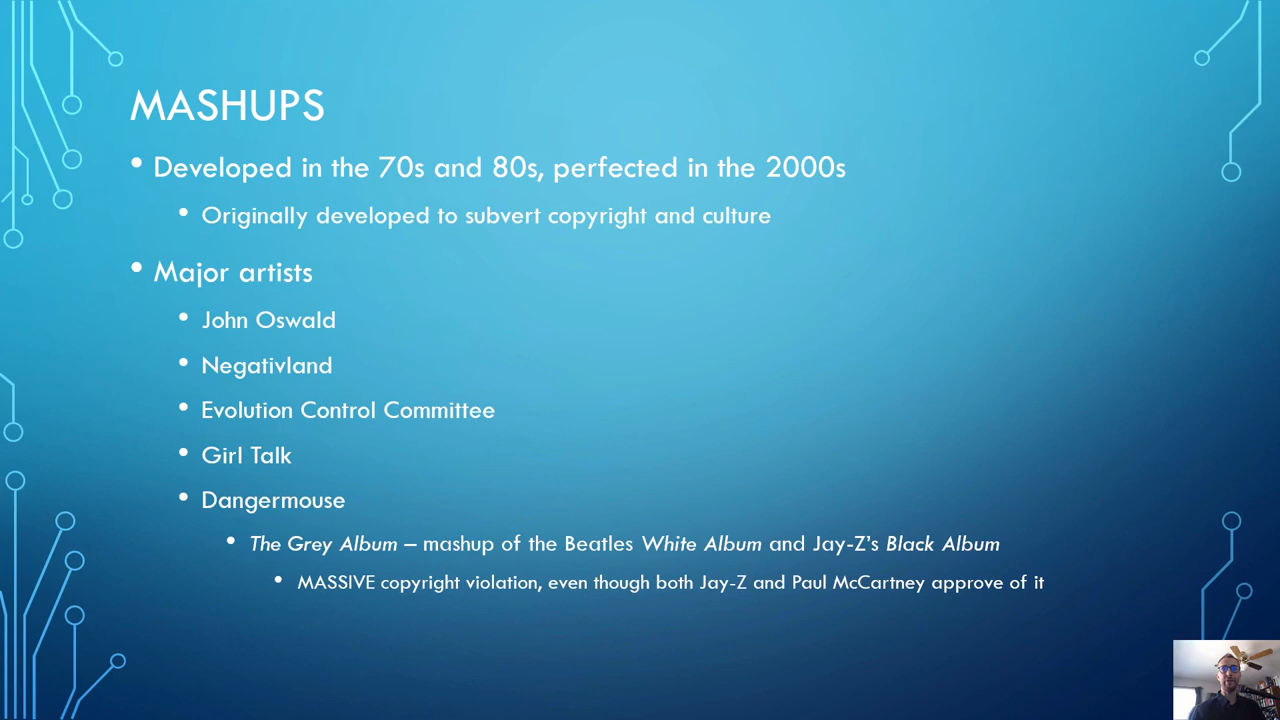 MASHUPS
• Developed in the 70s and 80s, perfected in the 2000s
• Originally developed to subvert copyright and culture
• Major artists
• John Oswald
• Negativland
• Evolution Control Committee
• Girl Talk
• Dangermouse
• The Grey Album – mashup of the Beatles White Album and Jay-Z's Black Album
• MASSIVE copyright violation, even though both Jay-Z and Paul McCartney approve of it